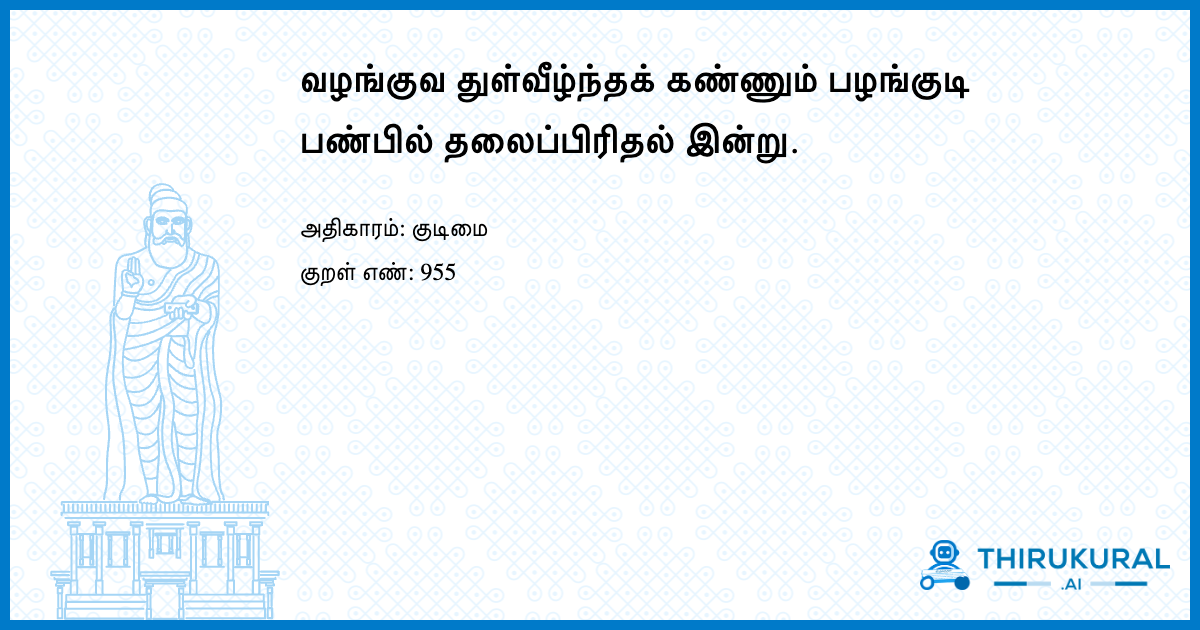 வழங்குவ துள்வீழ்ந்தக் கண்ணும் பழங்குடி
பண்பில் தலைப்பிரிதல் இன்று.
அதிகாரம்: குடிமை
குறள் எண்: 955
THIRUKURAL
.AI